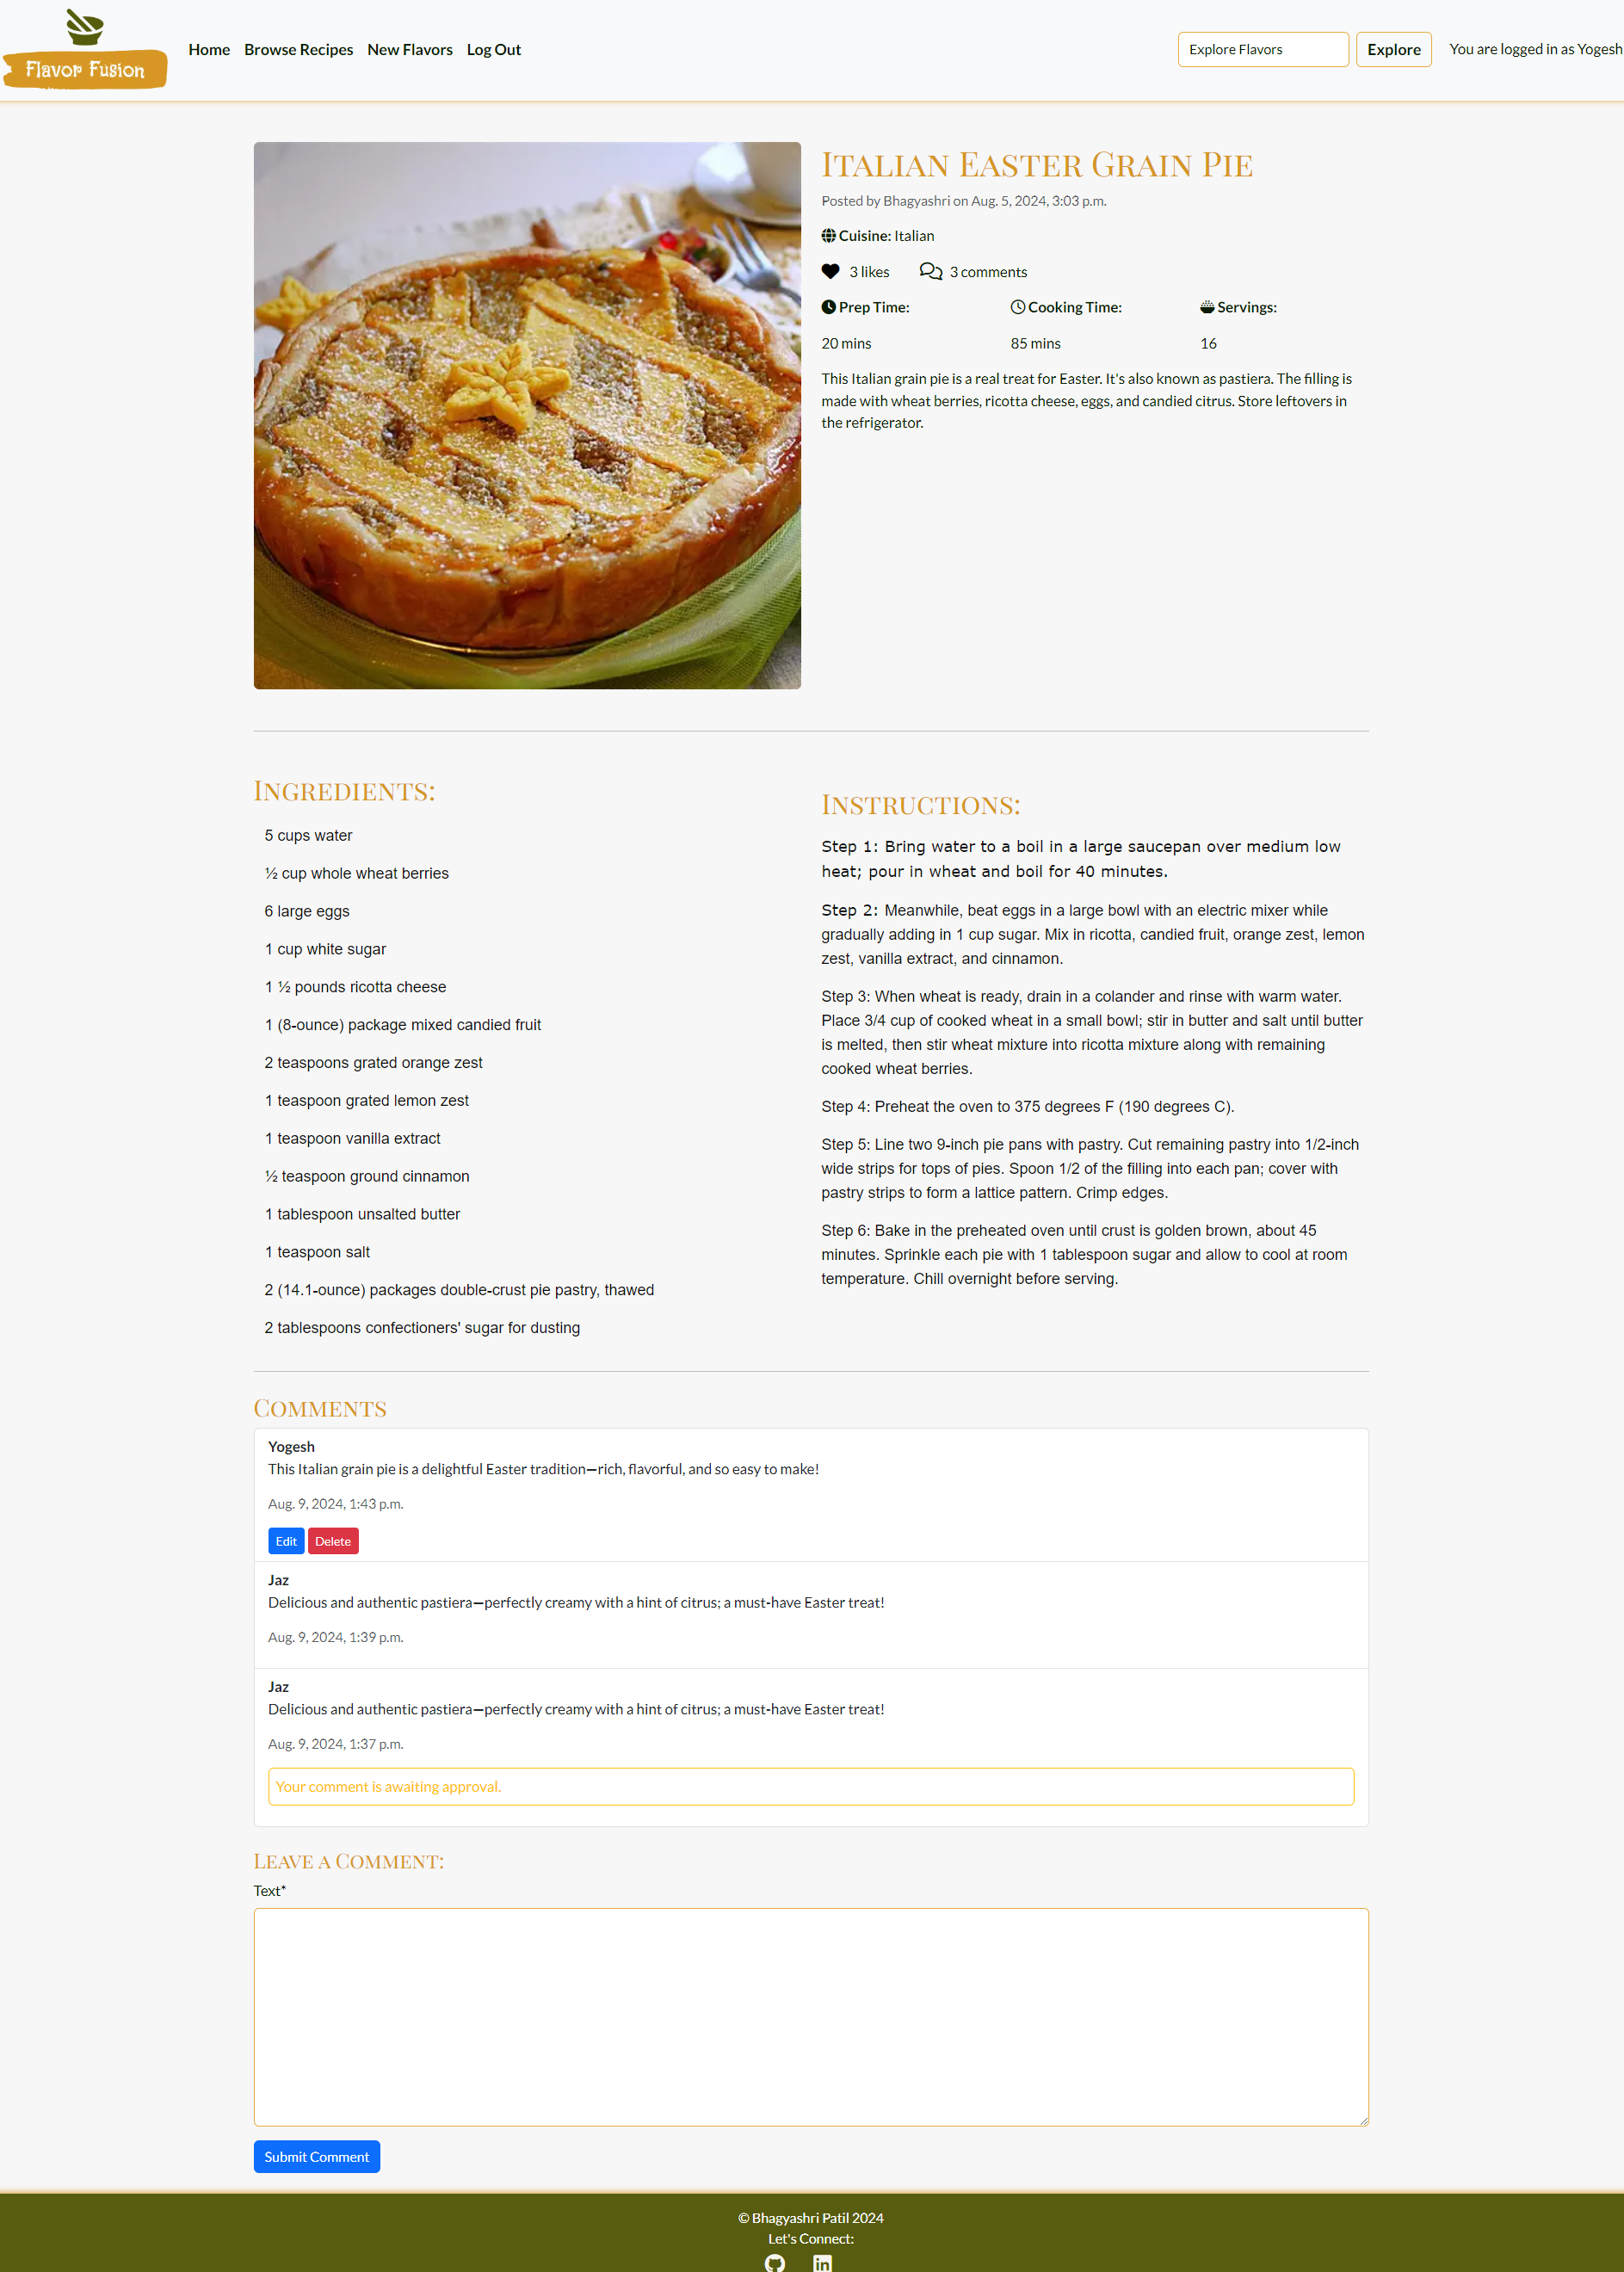 Flavor Fusion
Home Browse Recipes New Flavors Log Out
Explore Flavors Explore You are logged in as Yogesh
Italian Easter Grain Pie
Posted by Bhagyashri on Aug. 5, 2024, 3:03 p.m.
Cuisine: Italian
3 likes 3 comments
Prep Time: Cooking Time: Servings:
20 mins 85 mins 16
This Italian grain pie is a real treat for Easter. It's also known as pastiera. The filling is
made with wheat berries, ricotta cheese, eggs, and candied citrus. Store leftovers in
the refrigerator.
Ingredients:
5 cups water
½ cup whole wheat berries
6 large eggs
1 cup white sugar
1 ½ pounds ricotta cheese
1 (8-ounce) package mixed candied fruit
2 teaspoons grated orange zest
1 teaspoon grated lemon zest
1 teaspoon vanilla extract
½ teaspoon ground cinnamon
1 tablespoon unsalted butter
1 teaspoon salt
2 (14.1-ounce) packages double-crust pie pastry, thawed
2 tablespoons confectioners' sugar for dusting
Instructions:
Step 1: Bring water to a boil in a large saucepan over medium low
heat; pour in wheat and boil for 40 minutes.
Step 2: Meanwhile, beat eggs in a large bowl with an electric mixer while
gradually adding in 1 cup sugar. Mix in ricotta, candied fruit, orange zest, lemon
zest, vanilla extract, and cinnamon.
Step 3: When wheat is ready, drain in a colander and rinse with warm water.
Place 3/4 cup of cooked wheat in a small bowl; stir in butter and salt until butter
is melted, then stir wheat mixture into ricotta mixture along with remaining
cooked wheat berries.
Step 4: Preheat the oven to 375 degrees F (190 degrees C).
Step 5: Line two 9-inch pie pans with pastry. Cut remaining pastry into 1/2-inch
wide strips for tops of pies. Spoon 1/2 of the filling into each pan; cover with
pastry strips to form a lattice pattern. Crimp edges.
Step 6: Bake in the preheated oven until crust is golden brown, about 45
minutes. Sprinkle each pie with 1 tablespoon sugar and allow to cool at room
temperature. Chill overnight before serving.
Comments
Yogesh
This Italian grain pie is a delightful Easter tradition—rich, flavorful, and so easy to make!
Aug. 9, 2024, 1:43 p.m.
Edit Delete
Jaz
Delicious and authentic pastiera—perfectly creamy with a hint of citrus; a must-have Easter treat!
Aug. 9, 2024, 1:39 p.m.
Jaz
Delicious and authentic pastiera—perfectly creamy with a hint of citrus; a must-have Easter treat!
Aug. 9, 2024, 1:37 p.m.
Your comment is awaiting approval.
Leave a Comment:
Text*
Submit Comment
© Bhagyashri Patil 2024
Let's Connect: